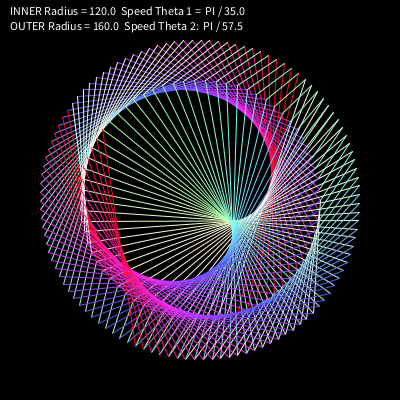 INNER Radius = 120.0  Speed Theta 1 =  PI / 35.0
OUTER Radius = 160.0  Speed Theta 2:  PI / 57.5